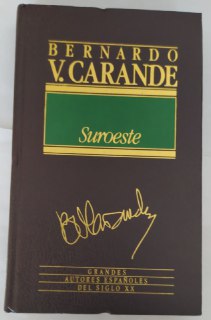 BERNARDO
V. CARANDE
Suroeste
GRANDES
AUTORES ESPAÑOLES
DEL SIGLO XX